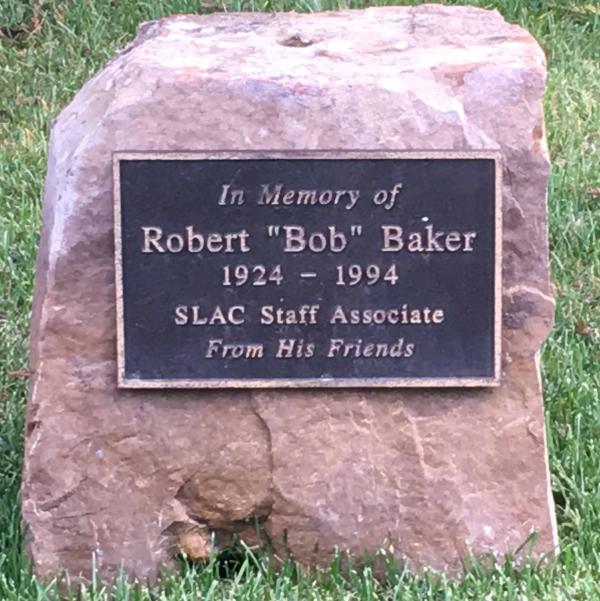 In Memory of
Robert "Bob" Baker
1924 – 1994
SLAC Staff Associate
From His Friends